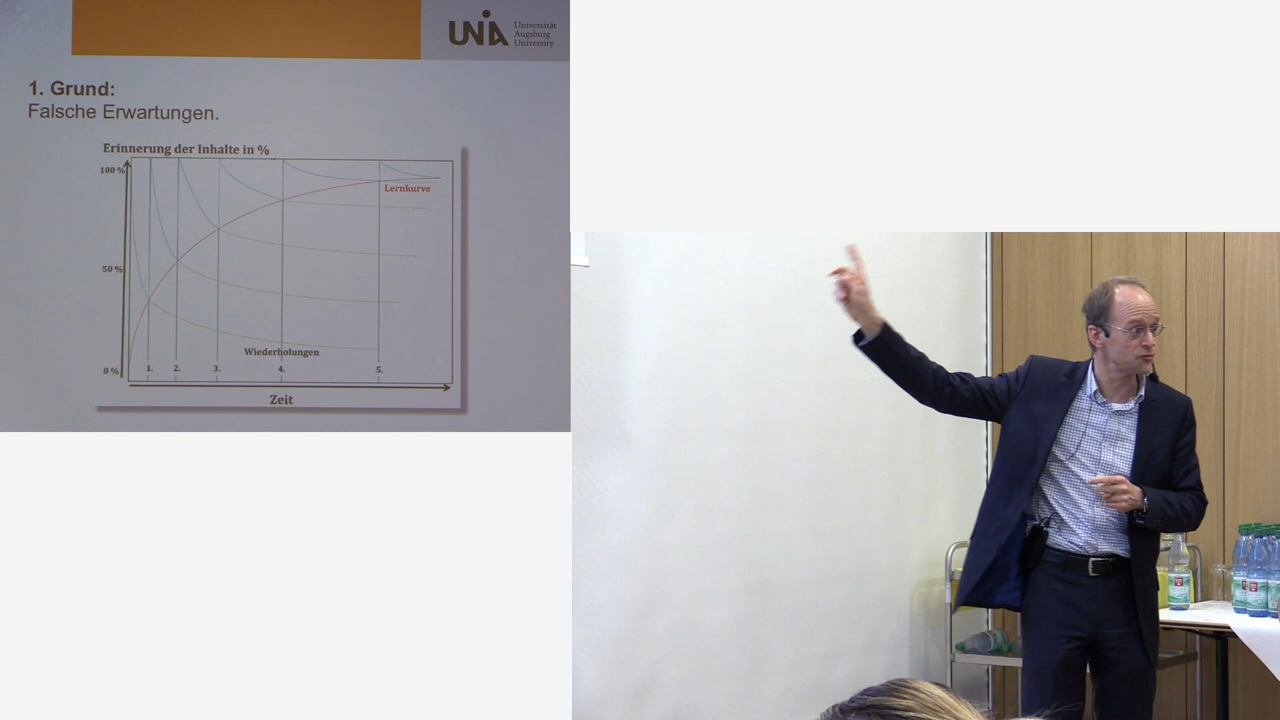 UNIA Universität
Augsburg
University
1. Grund:
Falsche Erwartungen.
Erinnerung der Inhalte in %
100 %
Lernkurve
50 %
Wiederholungen
0 %
1. 2. 3. 4. 5.
Zeit